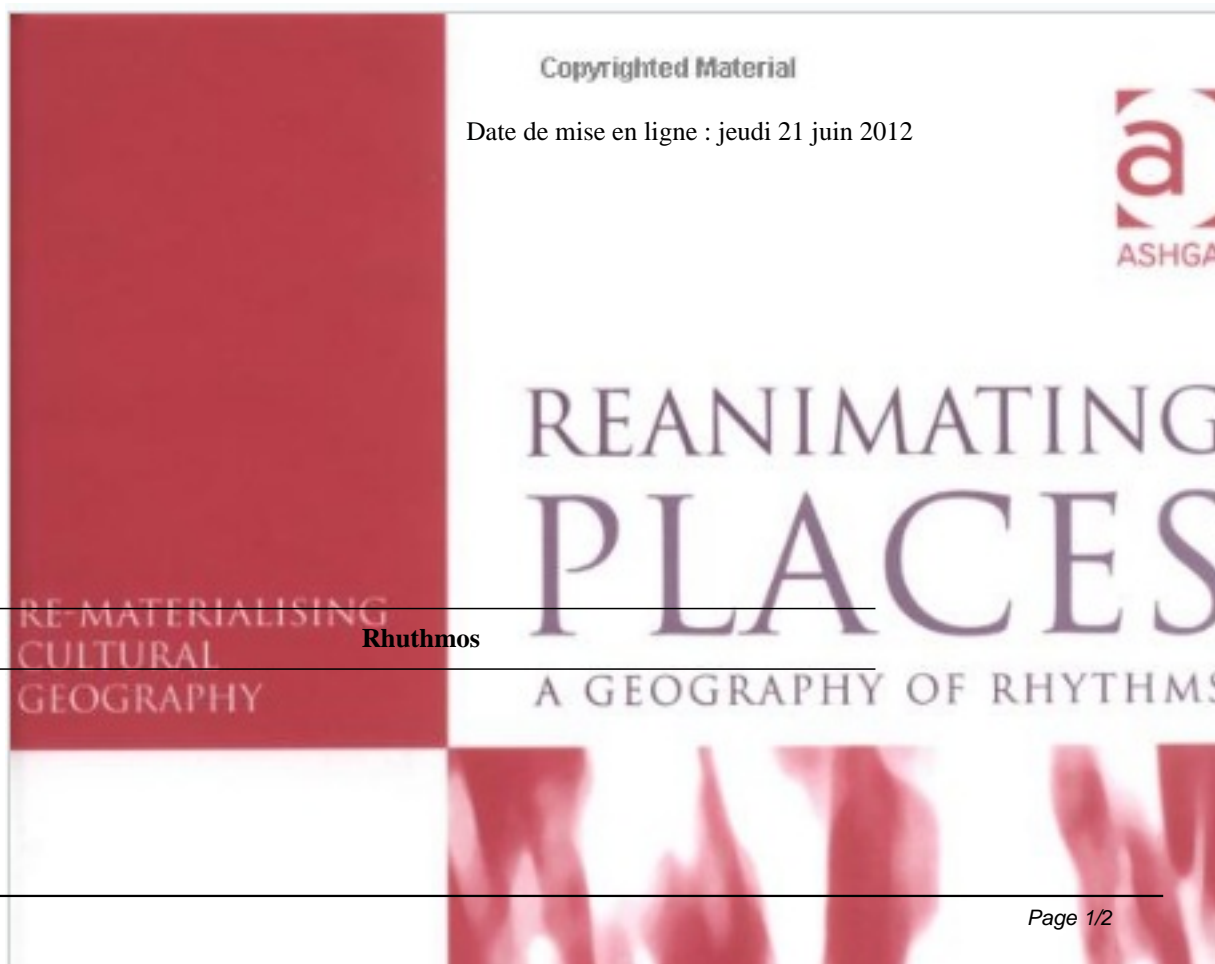 Copyrighted Material
Date de mise en ligne : jeudi 21 juin 2012
a
ASHGA
REANIMATING
PLACES
A GEOGRAPHY OF RHYTHMS
RE-MATERIALISING
CULTURAL
GEOGRAPHY
Rhuthmos
Page 1/2